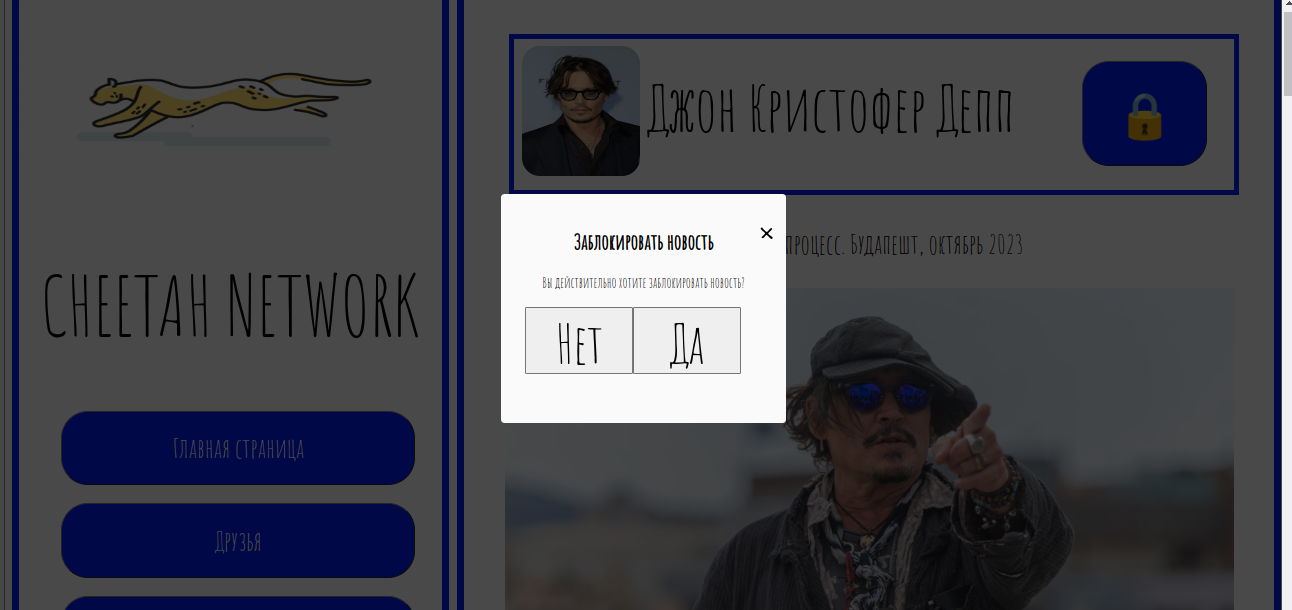 CHEETAH NETWORK
Главная страница
Друзья
Джон Кристофер Депп
процесс. Будапешт, октябрь 2023
Заблокировать новость
×
Вы действительно хотите заблокировать новость?
Нет
Да